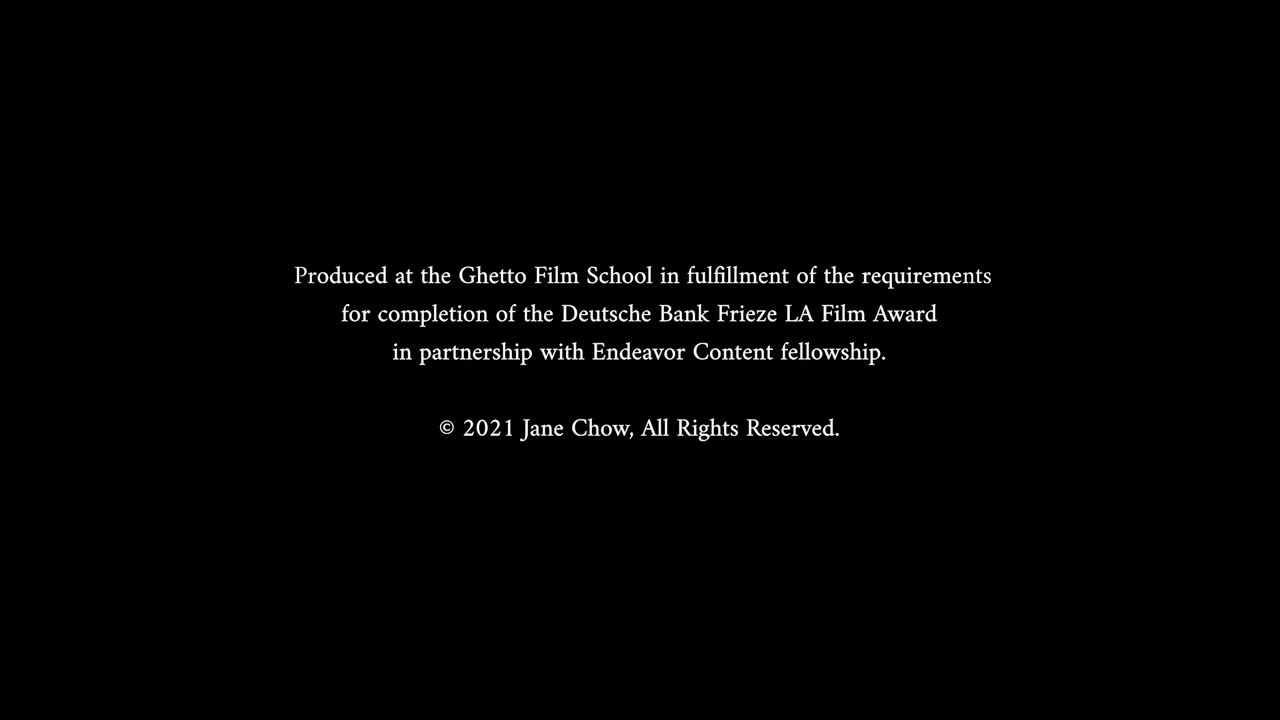 Produced at the Ghetto Film School in fulfillment of the requirements
for completion of the Deutsche Bank Frieze LA Film Award
in partnership with Endeavor Content fellowship.
© 2021 Jane Chow, All Rights Reserved.